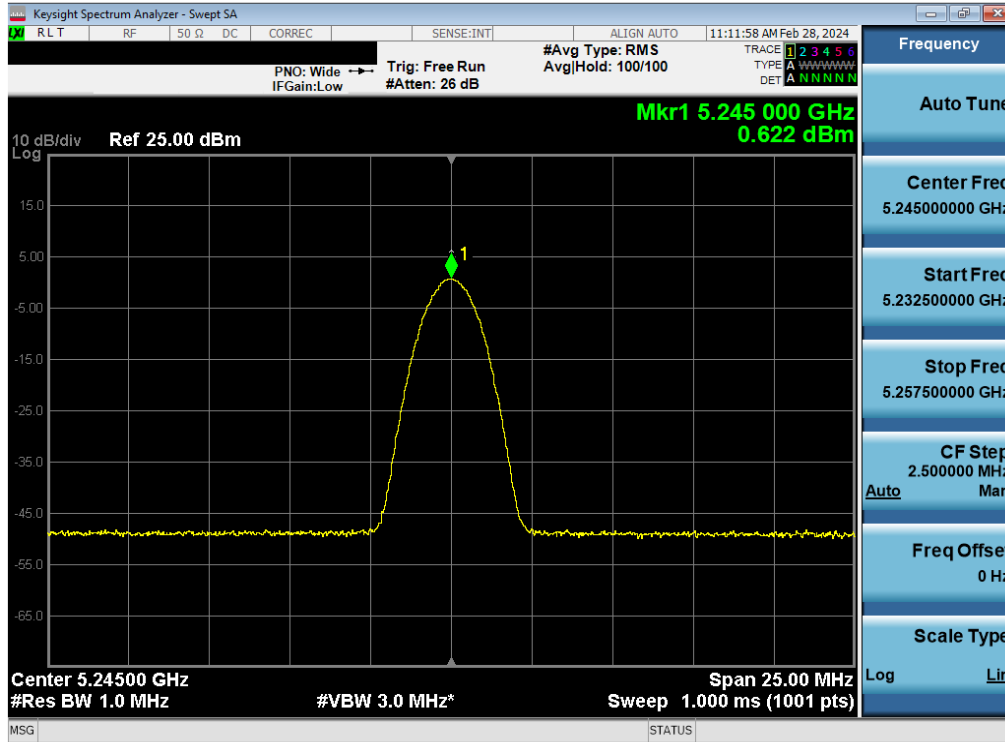 Keysight Spectrum Analyzer - Swept SA
LXI RLT RF 50 Ω DC CORREC SENSE:INT ALIGN AUTO 11:11:58 AM Feb 28, 2024
PNO: Wide
IFGain:Low
Trig: Free Run
#Atten: 26 dB
#Avg Type: RMS
Avg|Hold: 100/100
TRACE 1 2 3 4 5 6
TYPE A WWWWW
DET A N N N N N
Mkr1 5.245 000 GHz
0.622 dBm
10 dB/div Ref 25.00 dBm
Log
15.0
5.00
-5.00
-15.0
-25.0
-35.0
-45.0
-55.0
-65.0
1
Center 5.24500 GHz Span 25.00 MHz
#Res BW 1.0 MHz #VBW 3.0 MHz* Sweep 1.000 ms (1001 pts)
MSG STATUS
Frequency
Auto Tune
Center Freq
5.245000000 GHz
Start Freq
5.232500000 GHz
Stop Freq
5.257500000 GHz
CF Step
2.500000 MHz
Auto Man
Freq Offset
0 Hz
Scale Type
Log Lin